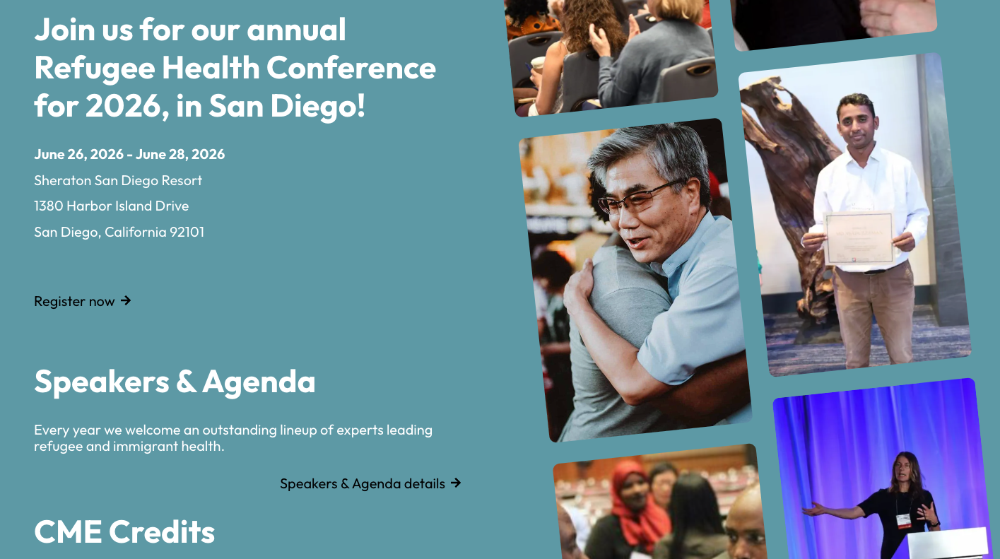 Join us for our annual
Refugee Health Conference
for 2026, in San Diego!
June 26, 2026 - June 28, 2026
Sheraton San Diego Resort
1380 Harbor Island Drive
San Diego, California 92101
Register now →
Speakers & Agenda
Every year we welcome an outstanding lineup of experts leading
refugee and immigrant health.
Speakers & Agenda details →
CME Credits